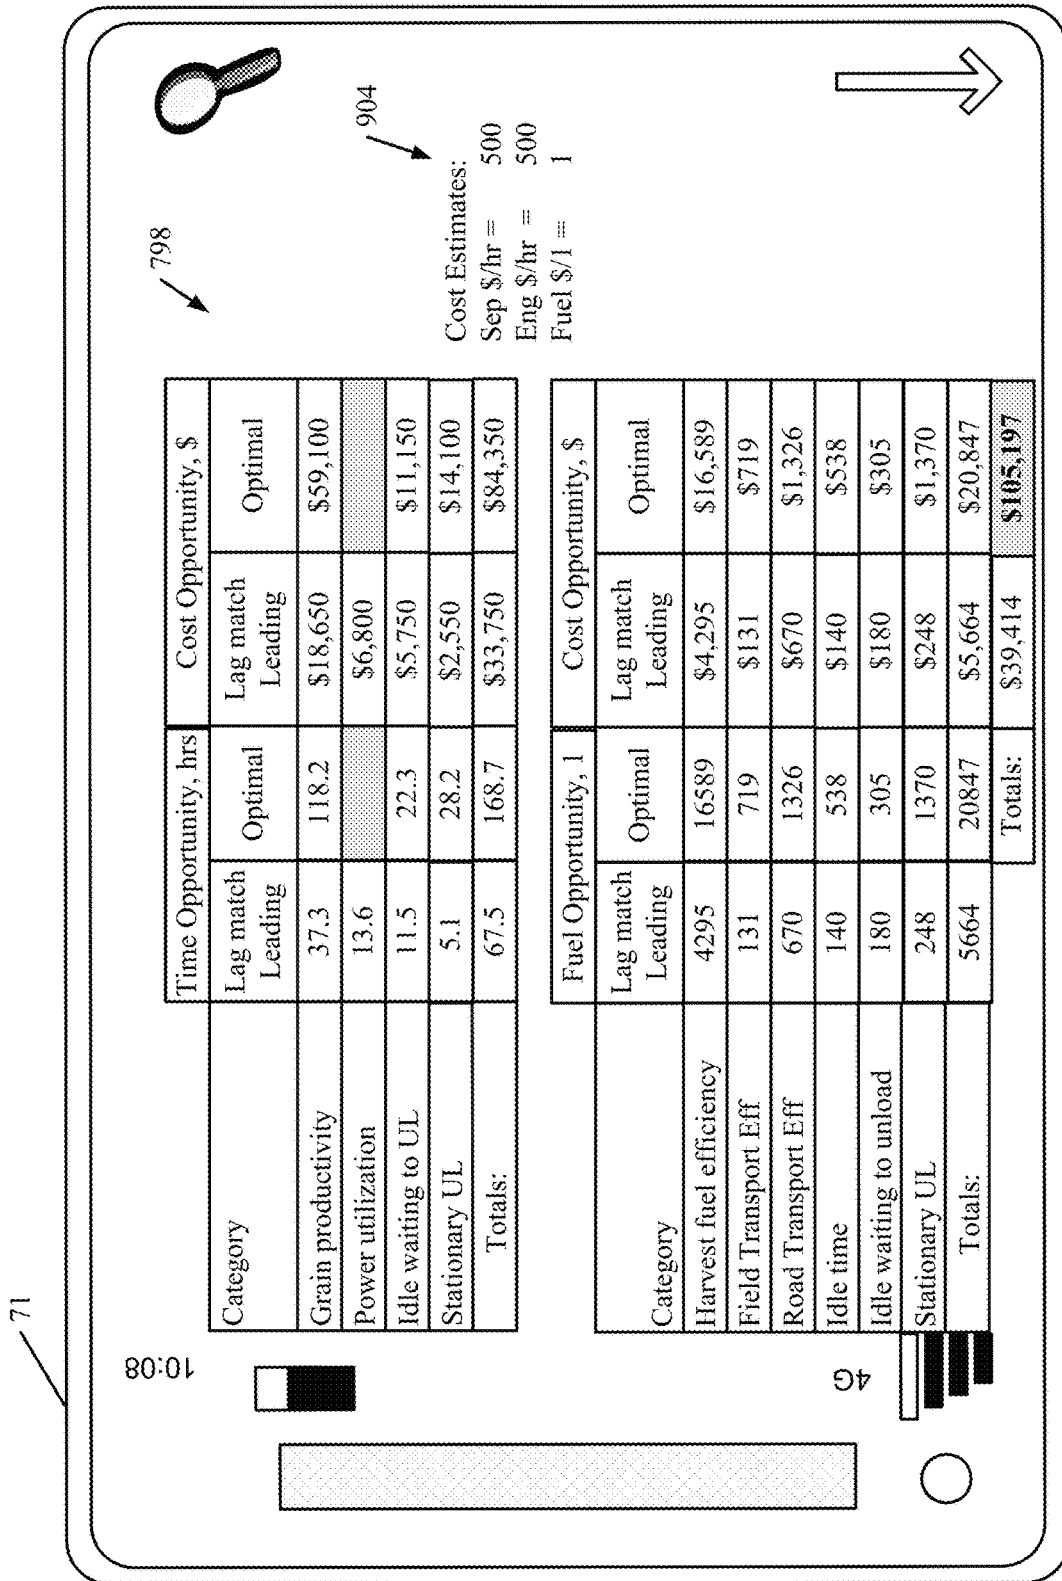 71
10:08
4G
798
904
Time Opportunity, hrs Cost Opportunity, $
Category Lag match Leading Optimal Lag match Leading Optimal
Grain productivity 37.3 118.2 $18,650 $59,100
Power utilization 13.6 $6,800
Idle waiting to UL 11.5 22.3 $5,750 $11,150
Stationary UL 5.1 28.2 $2,550 $14,100
Totals: 67.5 168.7 $33,750 $84,350
Cost Estimates:
Sep $/hr = 500
Eng $/hr = 500
Fuel $/1 = 1
Fuel Opportunity, 1 Cost Opportunity, $
Category Lag match Leading Optimal Lag match Leading Optimal
Harvest fuel efficiency 4295 16589 $4,295 $16,589
Field Transport Eff 131 719 $131 $719
Road Transport Eff 670 1326 $670 $1,326
Idle time 140 538 $140 $538
Idle waiting to unload 180 305 $180 $305
Stationary UL 248 1370 $248 $1,370
Totals: 5664 20847 $5,664 $20,847
Totals: $39,414 $105,197